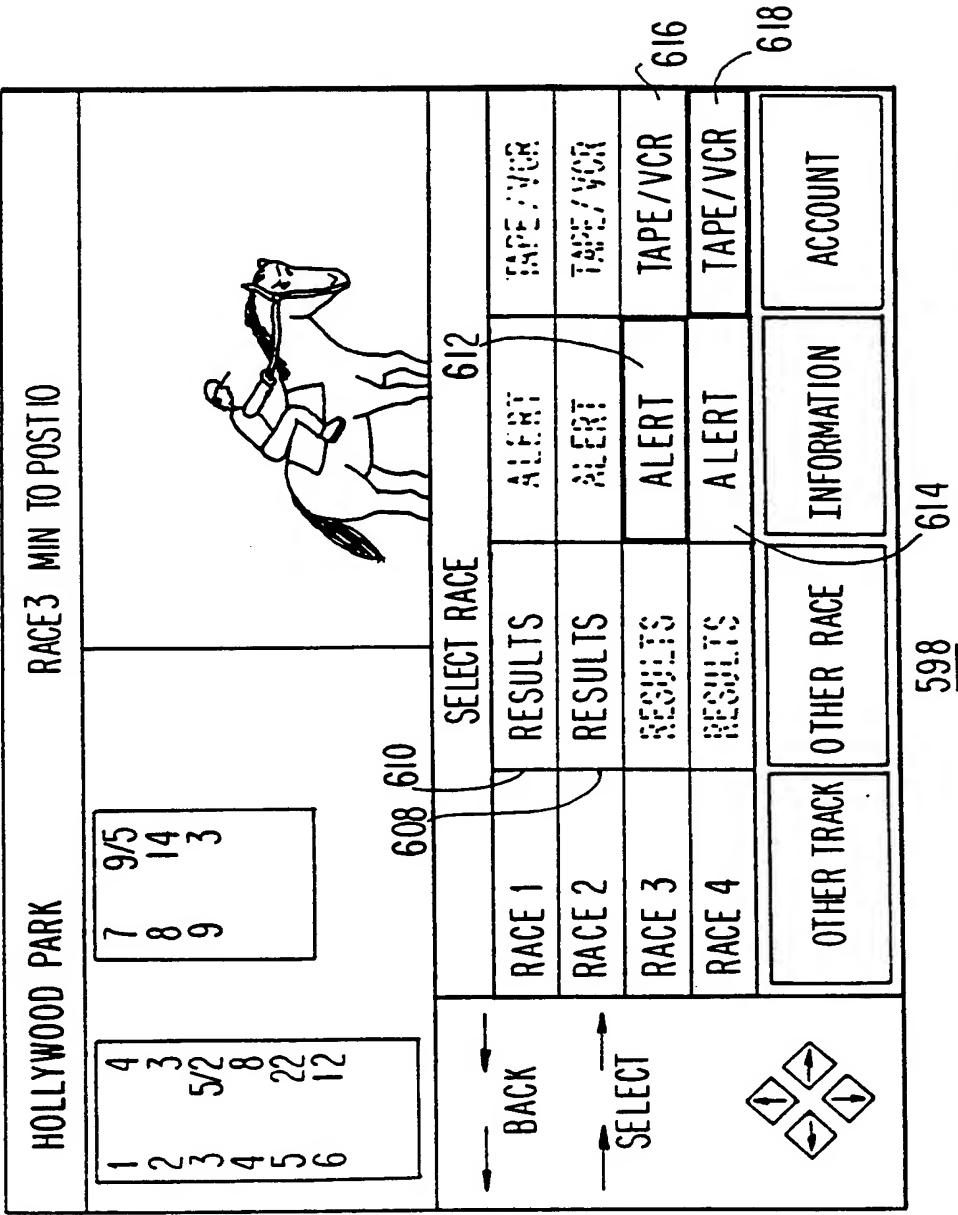 HOLLYWOOD PARK RACE3 MIN TO POST 10
1 4
2 3
3 5/2
4 8
5 22
6 12
7 9/5
8 14
9 3
BACK
SELECT
SELECT RACE
RACE 1 RESULTS ALERT TAPE/VCR
RACE 2 RESULTS ALERT TAPE/VCR
RACE 3 RESULTS ALERT TAPE/VCR
RACE 4 RESULTS ALERT TAPE/VCR
OTHER TRACK OTHER RACE INFORMATION ACCOUNT
608
610
612
614
616
618
598